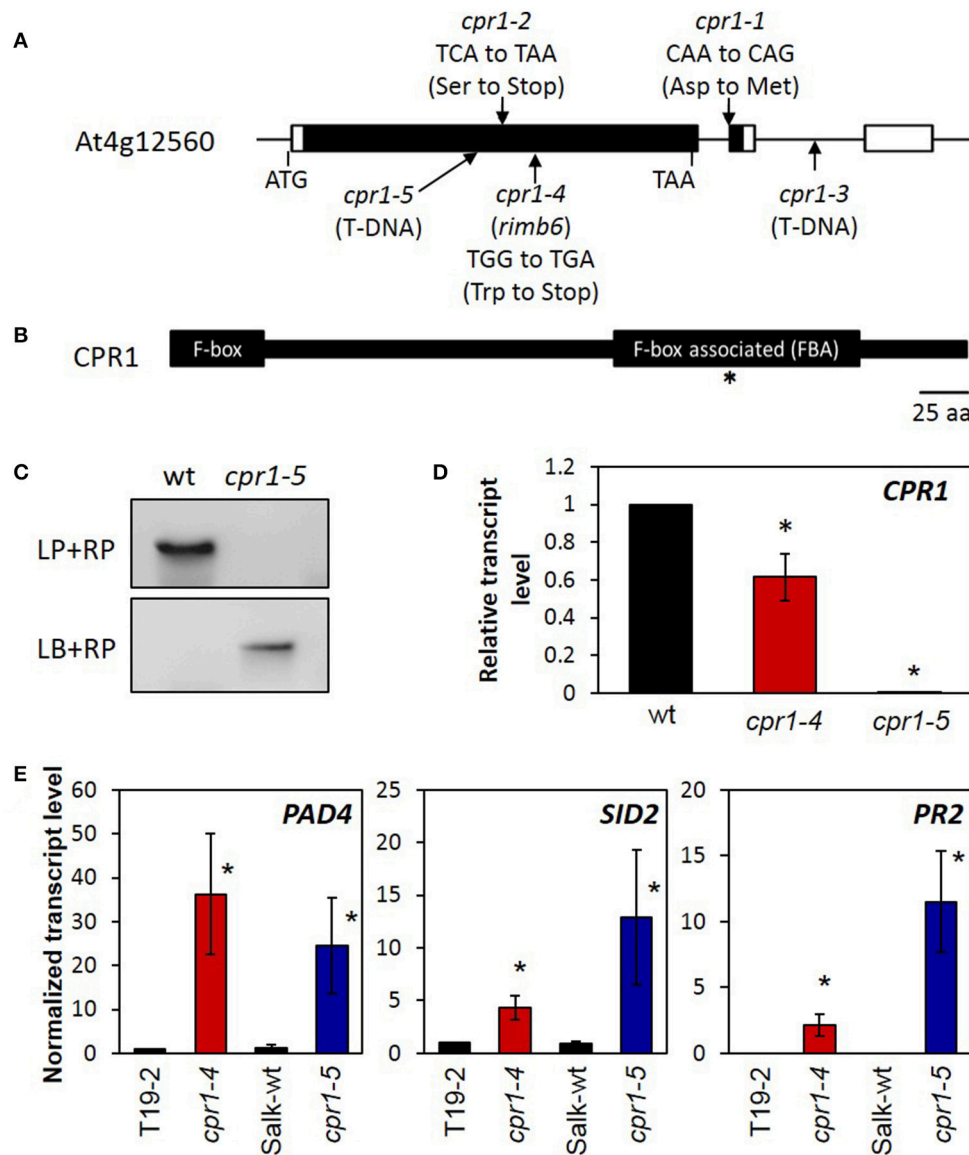 A
cpr1-2
TCA to TAA
(Ser to Stop)
cpr1-1
CAA to CAG
(Asp to Met)
At4g12560
ATG
TAA
cpr1-5
(T-DNA)
cpr1-4
(rimb6)
TGG to TGA
(Trp to Stop)
cpr1-3
(T-DNA)
B
CPR1
F-box
F-box associated (FBA)
*
25 aa
C
wt cpr1-5
LP+RP
LB+RP
D
Relative transcript
level
1.2
1
0.8
0.6
0.4
0.2
0
CPR1
*
*
wt
cpr1-4
cpr1-5
E
Normalized transcript level
60
50
40
30
20
10
0
PAD4
*
*
T19-2
cpr1-4
Salk-wt
cpr1-5
25
20
15
10
5
0
SID2
*
*
T19-2
cpr1-4
Salk-wt
cpr1-5
20
15
10
5
0
PR2
*
*
T19-2
cpr1-4
Salk-wt
cpr1-5